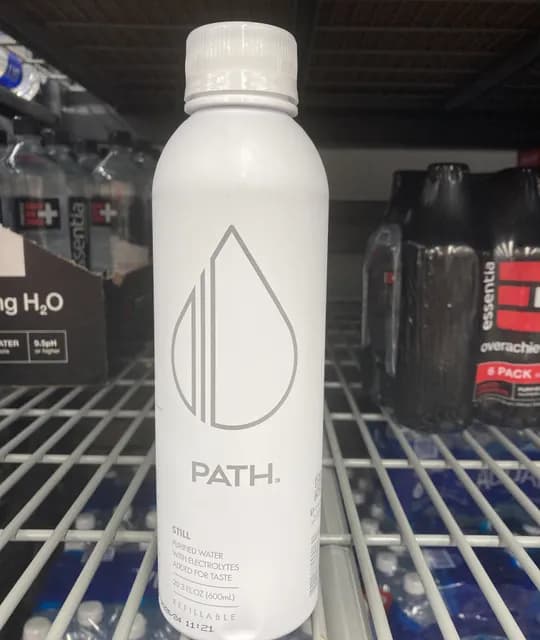 PATH
STILL
PURIFIED WATER
WITH ELECTROLYTES
ADDED FOR TASTE
20.3 FL OZ (600mL)
REFILLABLE
11:21
ng H₂O
ATER
9.5pH
or higher
essentia
essentia
overachie
6 PACK